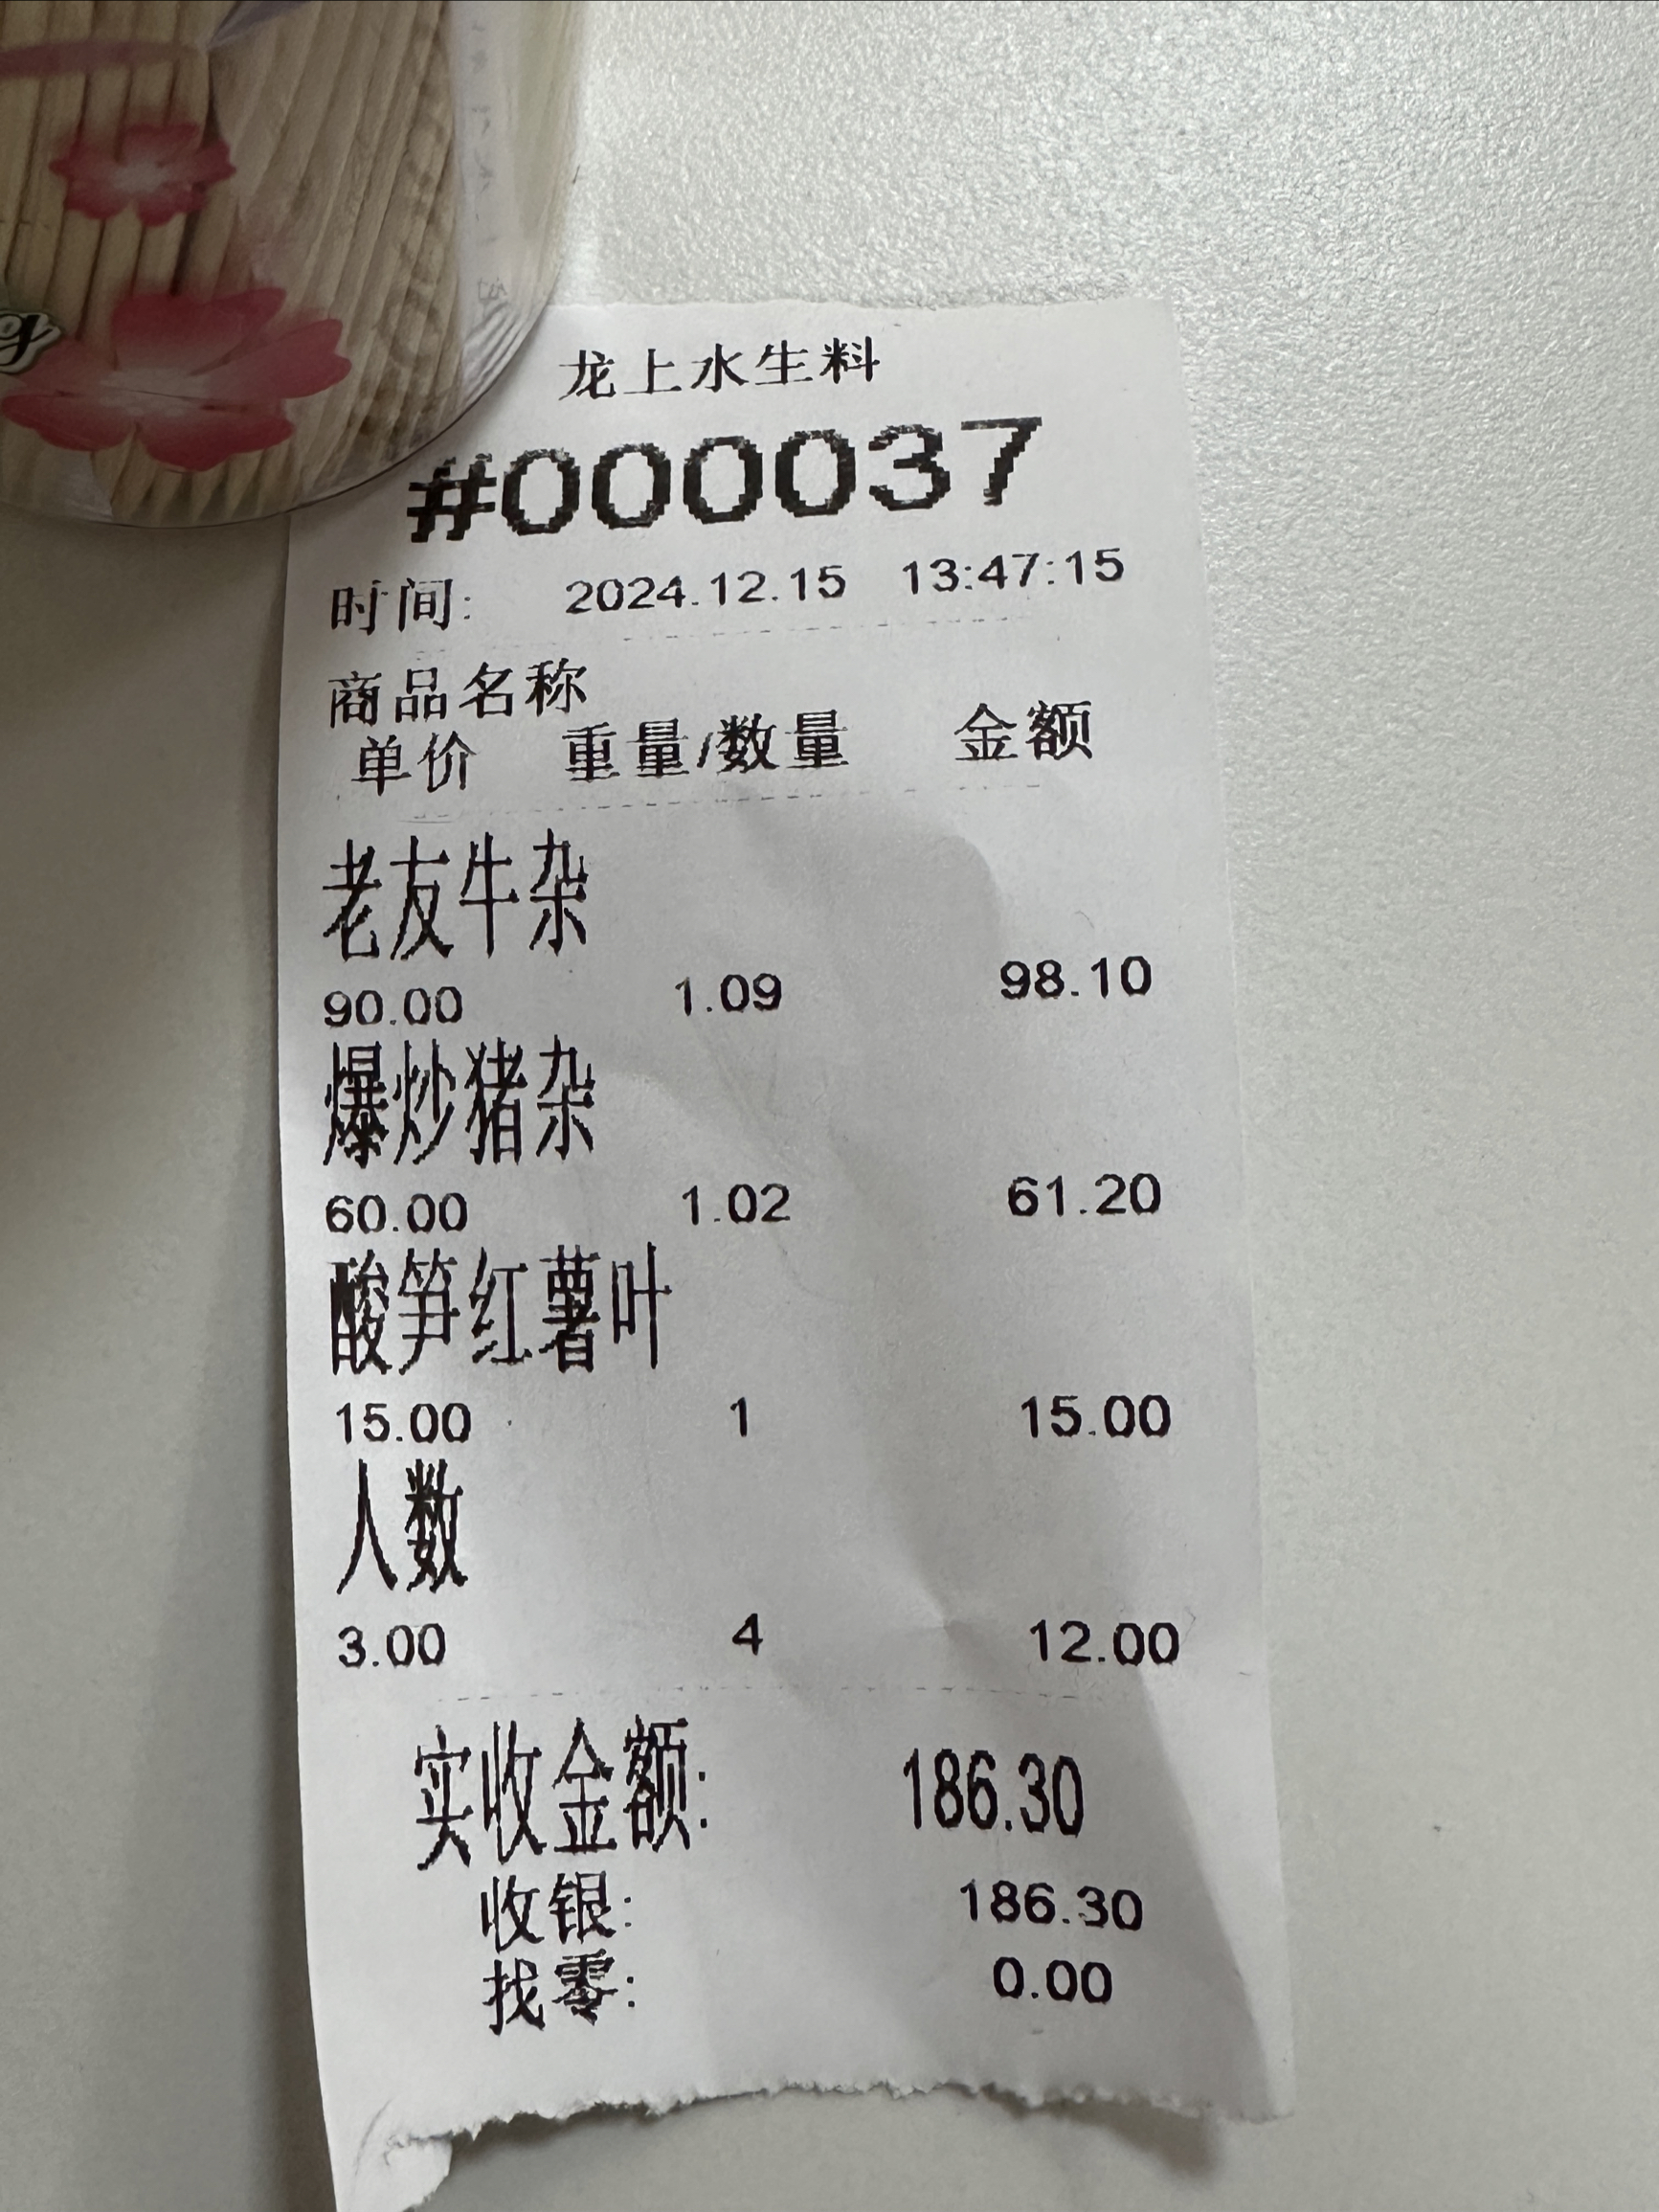 龙上水生料
#000037
时间: 2024.12.15 13:47:15
商品名称
单价 重量/数量 金额
老友牛杂
90.00 1.09 98.10
爆炒猪杂
60.00 1.02 61.20
酸笋红薯叶
15.00 1 15.00
人数
3.00 4 12.00
实收金额: 186.30
收银: 186.30
找零: 0.00